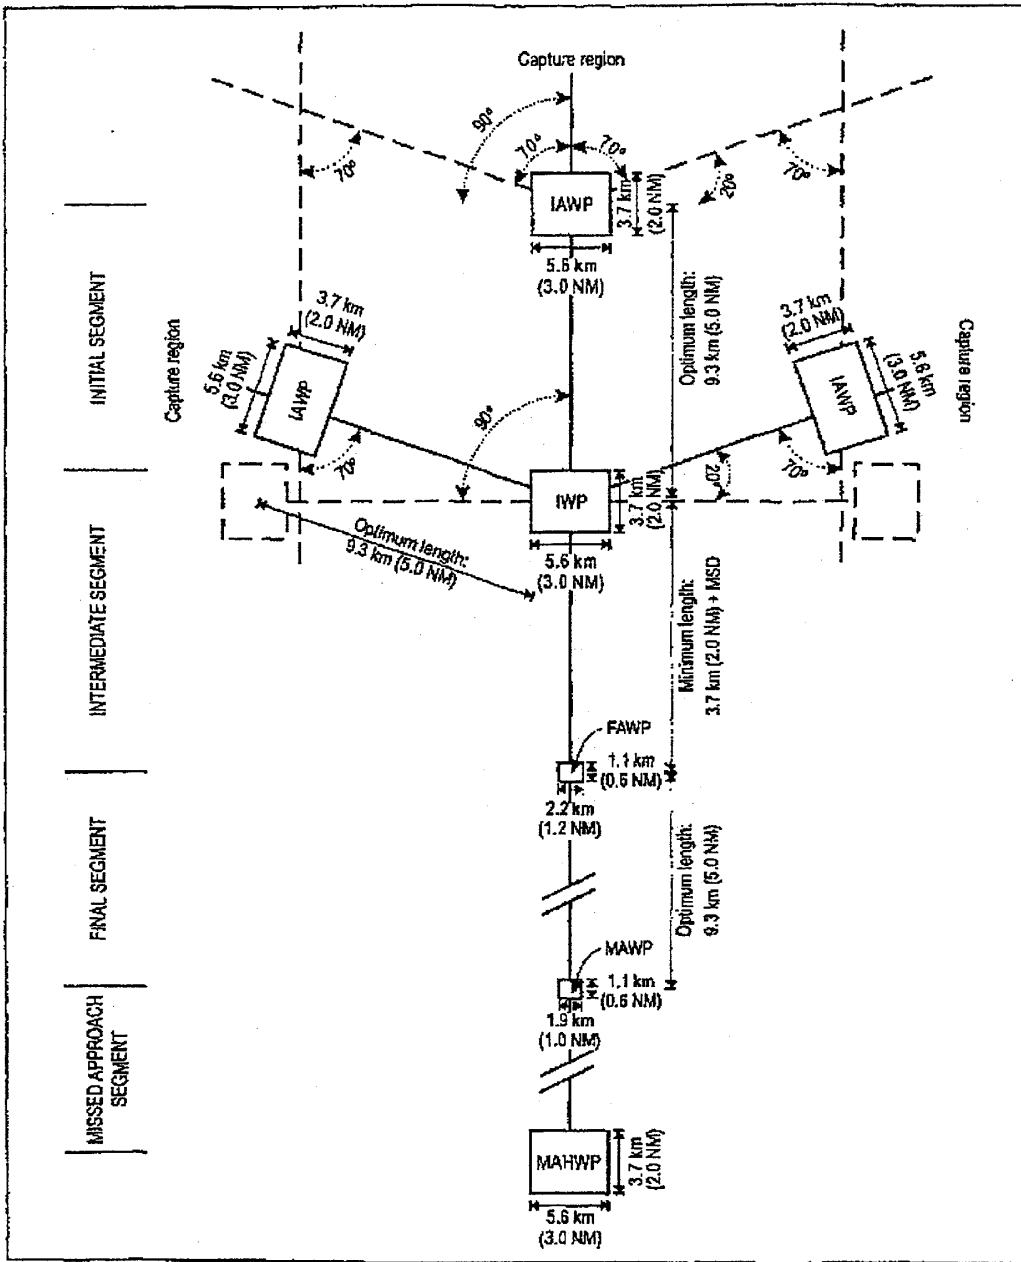 Capture region
90°
70°
70°
70°
70°
20°
IAWP
3.7 km
(2.0 NM)
5.6 km
(3.0 NM)
INITIAL SEGMENT
Optimum length:
9.3 km (5.0 NM)
Capture region
3.7 km
(2.0 NM)
5.6 km
(3.0 NM)
IAWP
70°
90°
3.7 km
(2.0 NM)
IAWP
5.6 km
(3.0 NM)
Capture region
70°
20°
IWP
3.7 km
(2.0 NM)
5.6 km
(3.0 NM)
Optimum length:
9.3 km (5.0 NM)
INTERMEDIATE SEGMENT
Minimum length:
3.7 km (2.0 NM) + MSD
FAWP
1.1 km
(0.6 NM)
2.2 km
(1.2 NM)
FINAL SEGMENT
Optimum length:
9.3 km (5.0 NM)
MAWP
1.1 km
(0.6 NM)
1.9 km
(1.0 NM)
MISSED APPROACH
SEGMENT
MAHWP
3.7 km
(2.0 NM)
5.6 km
(3.0 NM)